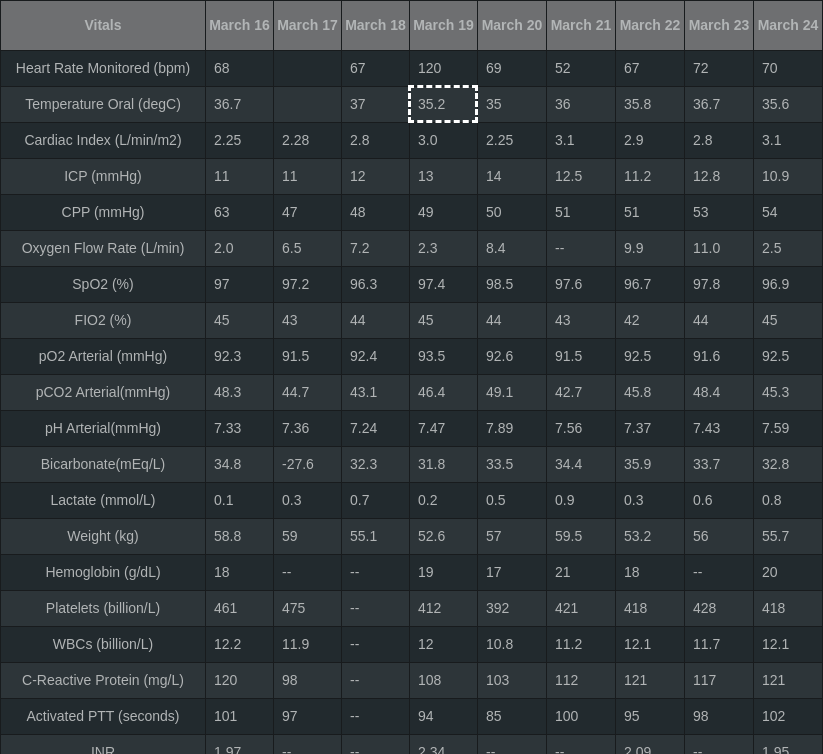 Vitals March 16 March 17 March 18 March 19 March 20 March 21 March 22 March 23 March 24
Heart Rate Monitored (bpm) 68 67 120 69 52 67 72 70
Temperature Oral (degC) 36.7 37 35.2 35 36 35.8 36.7 35.6
Cardiac Index (L/min/m2) 2.25 2.28 2.8 3.0 2.25 3.1 2.9 2.8 3.1
ICP (mmHg) 11 11 12 13 14 12.5 11.2 12.8 10.9
CPP (mmHg) 63 47 48 49 50 51 51 53 54
Oxygen Flow Rate (L/min) 2.0 6.5 7.2 2.3 8.4 -- 9.9 11.0 2.5
SpO2 (%) 97 97.2 96.3 97.4 98.5 97.6 96.7 97.8 96.9
FIO2 (%) 45 43 44 45 44 43 42 44 45
pO2 Arterial (mmHg) 92.3 91.5 92.4 93.5 92.6 91.5 92.5 91.6 92.5
pCO2 Arterial(mmHg) 48.3 44.7 43.1 46.4 49.1 42.7 45.8 48.4 45.3
pH Arterial(mmHg) 7.33 7.36 7.24 7.47 7.89 7.56 7.37 7.43 7.59
Bicarbonate(mEq/L) 34.8 -27.6 32.3 31.8 33.5 34.4 35.9 33.7 32.8
Lactate (mmol/L) 0.1 0.3 0.7 0.2 0.5 0.9 0.3 0.6 0.8
Weight (kg) 58.8 59 55.1 52.6 57 59.5 53.2 56 55.7
Hemoglobin (g/dL) 18 -- -- 19 17 21 18 -- 20
Platelets (billion/L) 461 475 -- 412 392 421 418 428 418
WBCs (billion/L) 12.2 11.9 -- 12 10.8 11.2 12.1 11.7 12.1
C-Reactive Protein (mg/L) 120 98 -- 108 103 112 121 117 121
Activated PTT (seconds) 101 97 -- 94 85 100 95 98 102
INR 1.97 -- -- 2.34 -- -- 2.09 -- 1.95